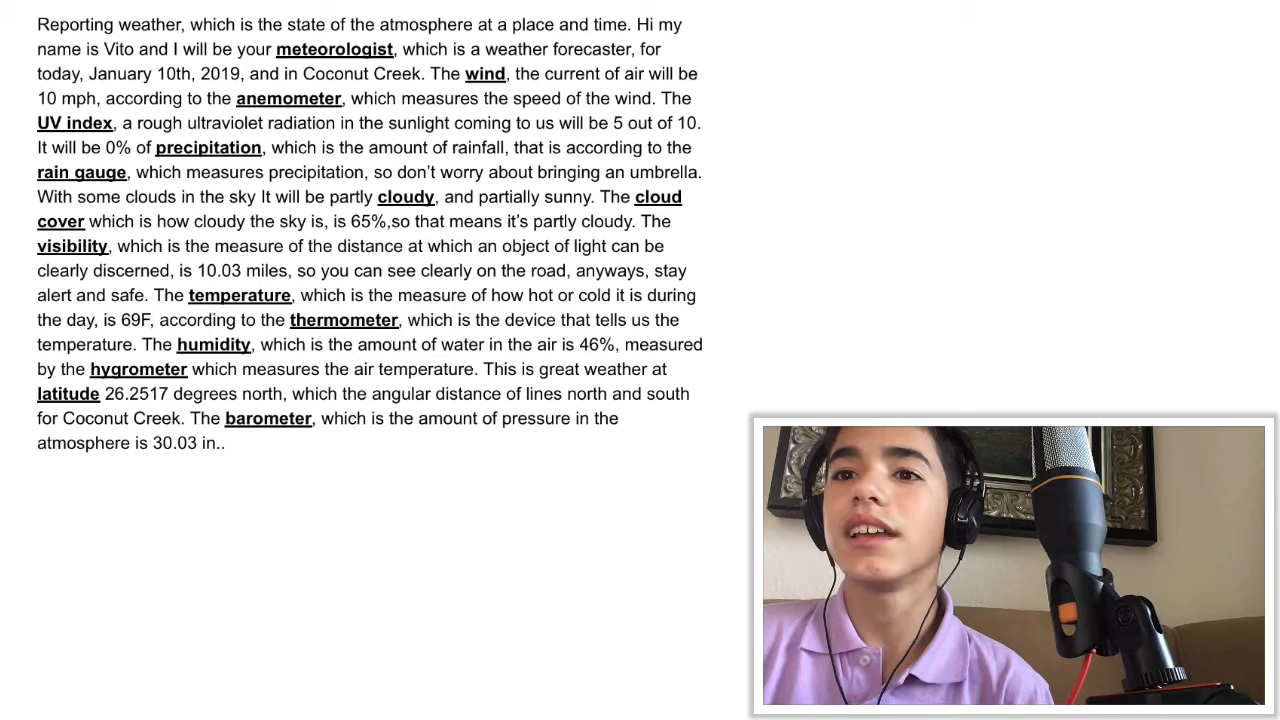 Reporting weather, which is the state of the atmosphere at a place and time. Hi my
name is Vito and I will be your meteorologist, which is a weather forecaster, for
today, January 10th, 2019, and in Coconut Creek. The wind, the current of air will be
10 mph, according to the anemometer, which measures the speed of the wind. The
UV index, a rough ultraviolet radiation in the sunlight coming to us will be 5 out of 10.
It will be 0% of precipitation, which is the amount of rainfall, that is according to the
rain gauge, which measures precipitation, so don’t worry about bringing an umbrella.
With some clouds in the sky It will be partly cloudy, and partially sunny. The cloud
cover which is how cloudy the sky is, is 65%,so that means it’s partly cloudy. The
visibility, which is the measure of the distance at which an object of light can be
clearly discerned, is 10.03 miles, so you can see clearly on the road, anyways, stay
alert and safe. The temperature, which is the measure of how hot or cold it is during
the day, is 69F, according to the thermometer, which is the device that tells us the
temperature. The humidity, which is the amount of water in the air is 46%, measured
by the hygrometer which measures the air temperature. This is great weather at
latitude 26.2517 degrees north, which the angular distance of lines north and south
for Coconut Creek. The barometer, which is the amount of pressure in the
atmosphere is 30.03 in..